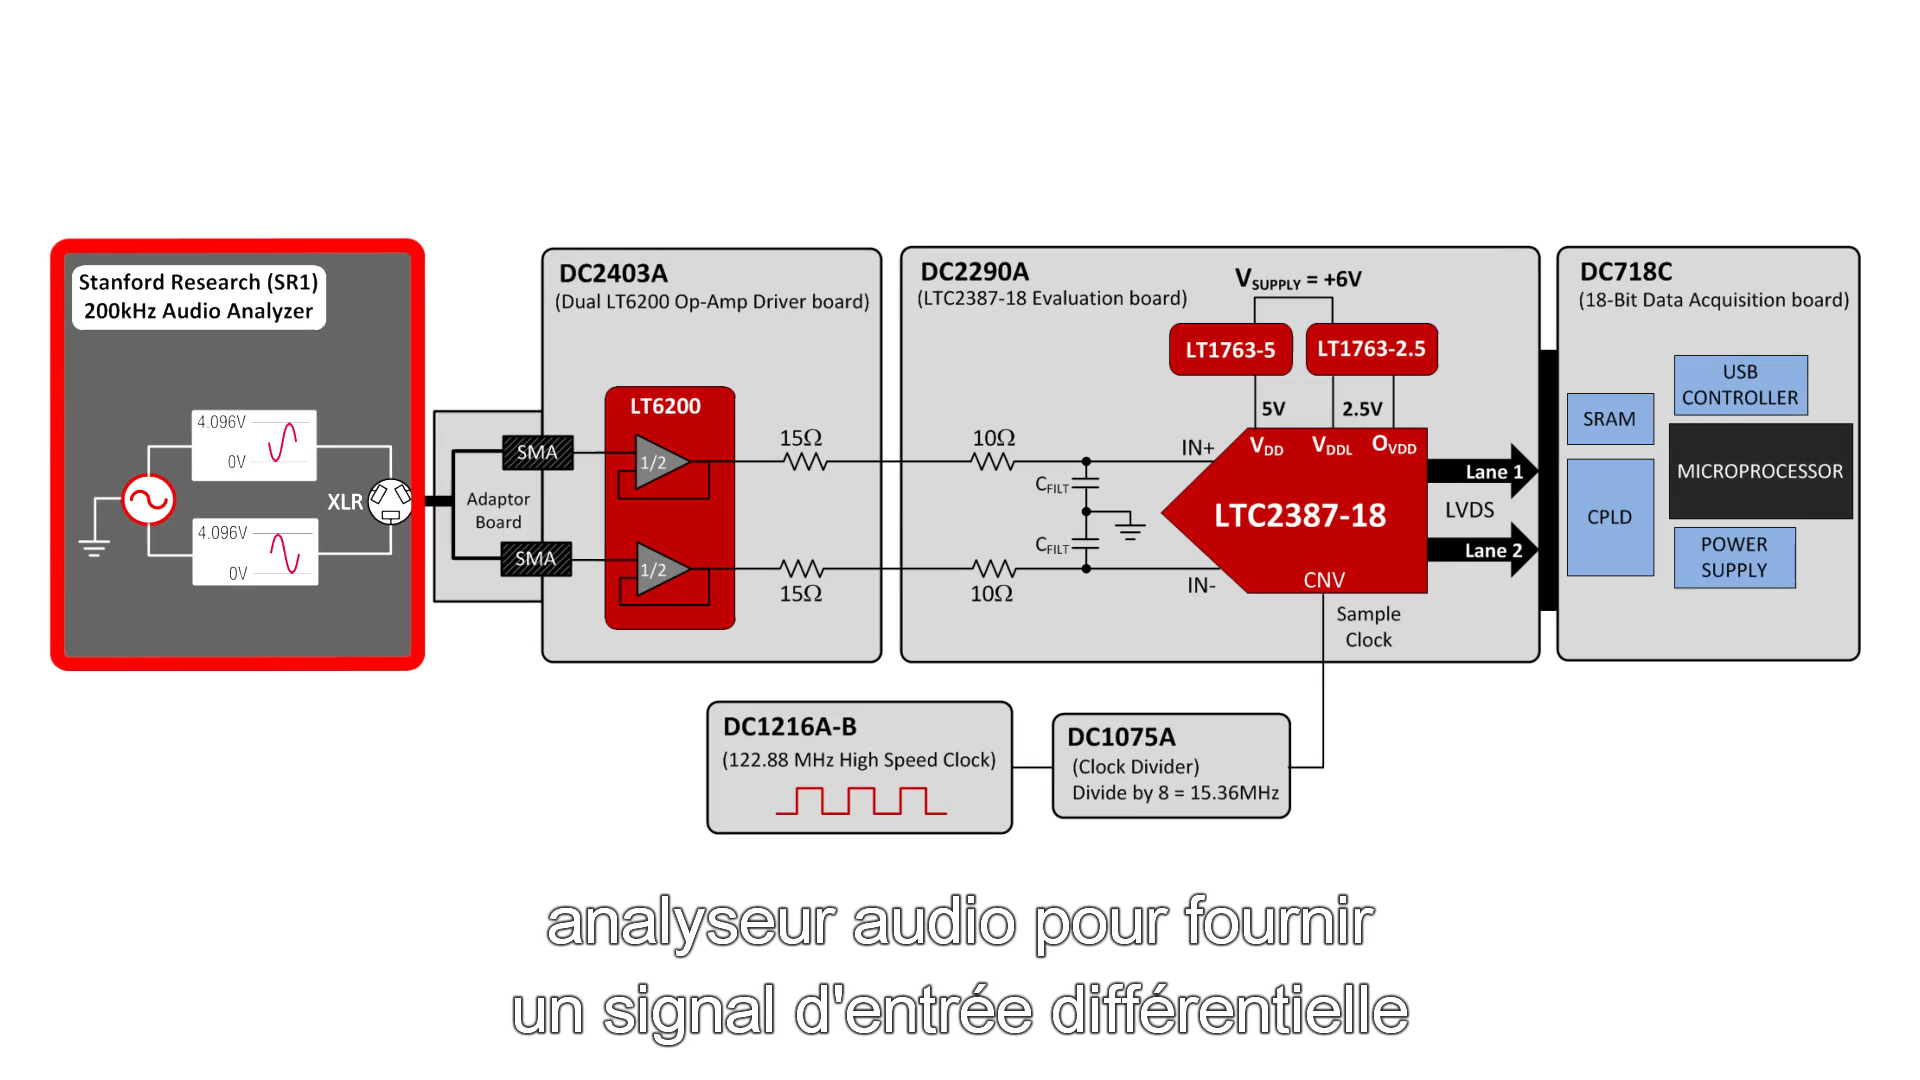 Stanford Research (SR1)
200kHz Audio Analyzer
4.096V
0V
4.096V
0V
XLR
Adaptor
Board
SMA
SMA
DC2403A
(Dual LT6200 Op-Amp Driver board)
LT6200
1/2
1/2
15Ω
15Ω
DC2290A
(LTC2387-18 Evaluation board)
VSUPPLY = +6V
LT1763-5
LT1763-2.5
5V
2.5V
10Ω
10Ω
CFILT
CFILT
IN+
IN-
VDD
VDDL
OVDD
LTC2387-18
CNV
Sample
Clock
Lane 1
LVDS
Lane 2
DC718C
(18-Bit Data Acquisition board)
SRAM
CPLD
USB
CONTROLLER
MICROPROCESSOR
POWER
SUPPLY
DC1216A-B
(122.88 MHz High Speed Clock)
DC1075A
(Clock Divider)
Divide by 8 = 15.36MHz
analyseur audio pour fournir
un signal d'entrée différentielle